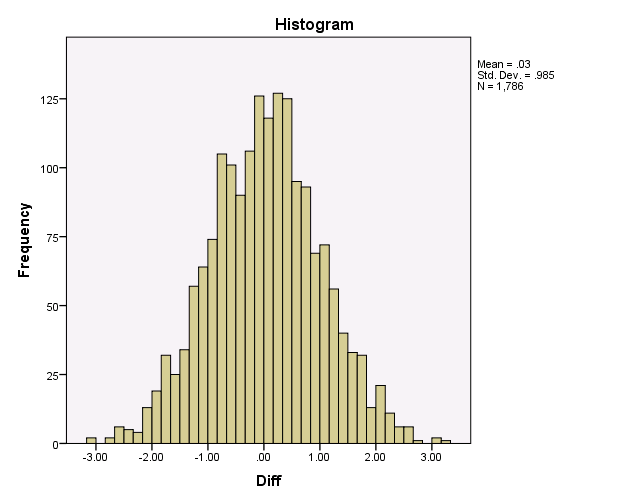 Histogram
Mean = .03
Std. Dev. = .985
N = 1,786
125
100
75
50
25
0
Frequency
-3.00 -2.00 -1.00 .00 1.00 2.00 3.00
Diff